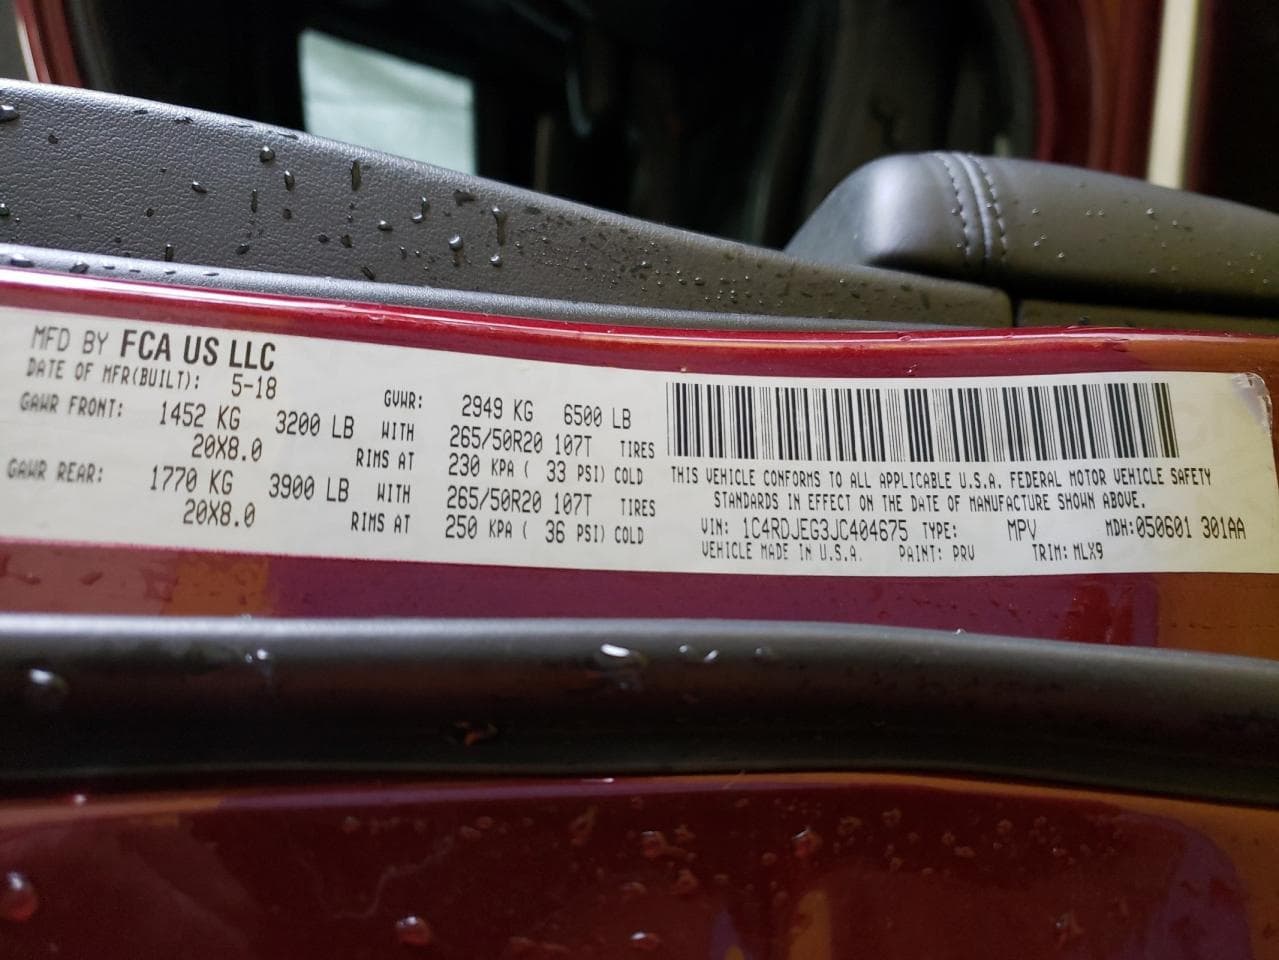 MFD BY FCA US LLC
DATE OF MFR(BUILT): 5-18
GVWR: 2949 KG 6500 LB
GAWR FRONT: 1452 KG 3200 LB WITH 265/50R20 107T TIRES
20X8.0 RIMS AT 230 KPA ( 33 PSI) COLD
GAWR REAR: 1770 KG 3900 LB WITH 265/50R20 107T TIRES
20X8.0 RIMS AT 250 KPA ( 36 PSI) COLD
THIS VEHICLE CONFORMS TO ALL APPLICABLE U.S.A. FEDERAL MOTOR VEHICLE SAFETY
STANDARDS IN EFFECT ON THE DATE OF MANUFACTURE SHOWN ABOVE.
VIN: 1C4RDJEG3JC404675 TYPE: MPV MDH:050601 301AA
VEHICLE MADE IN U.S.A. PAINT: PRV TRIM: MLX9